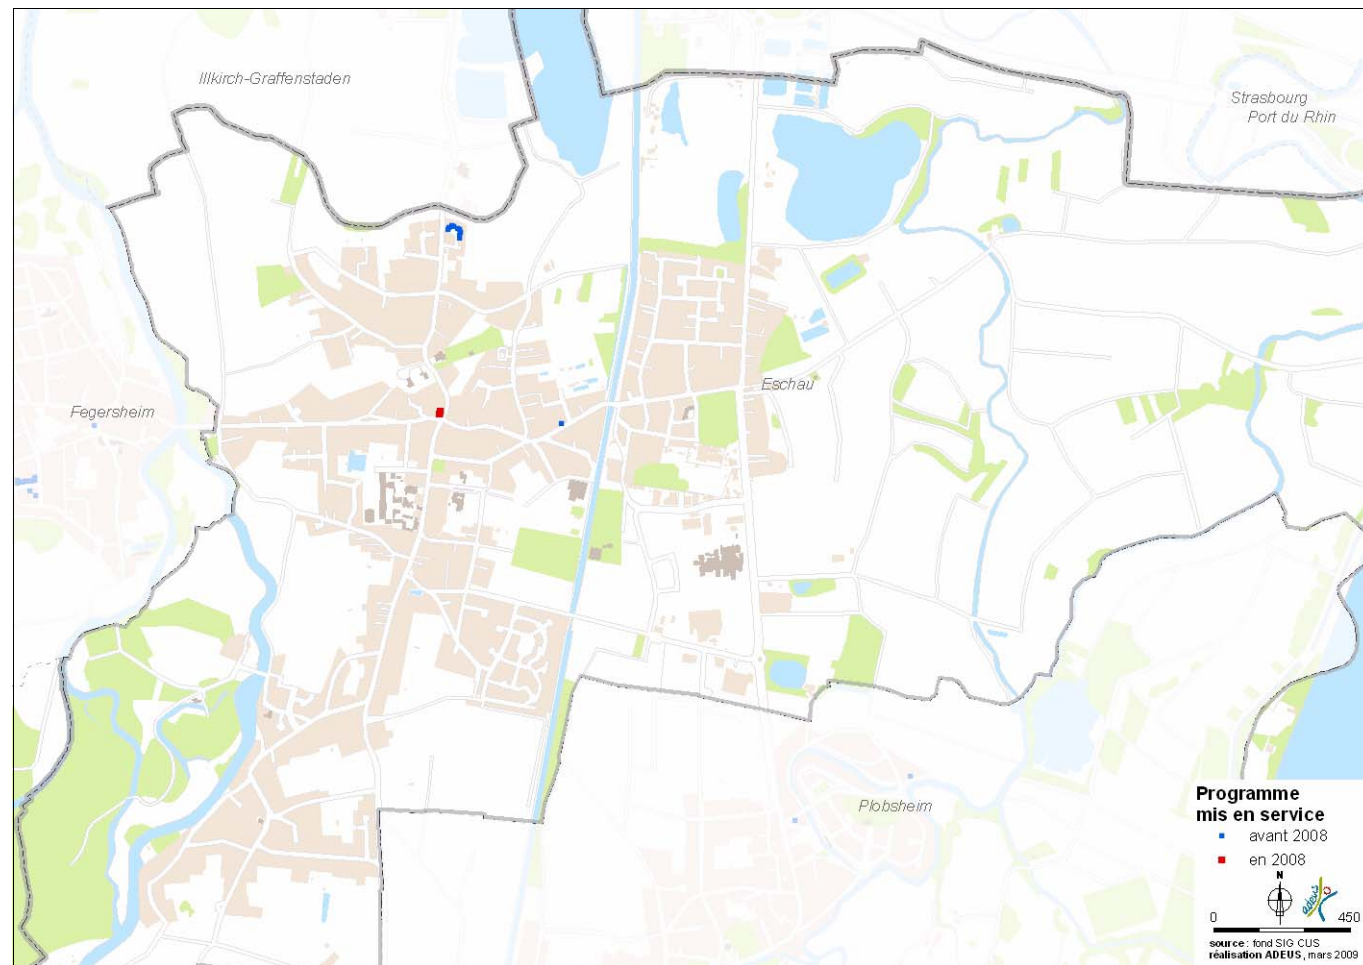 Illkirch-Graffenstaden
Strasbourg
Port du Rhin
Eschau
Fegersheim
Plobsheim
Programme
mis en service
avant 2008
en 2008
N
adeus
0 450
source : fond SIG CUS
réalisation ADEUS, mars 2009